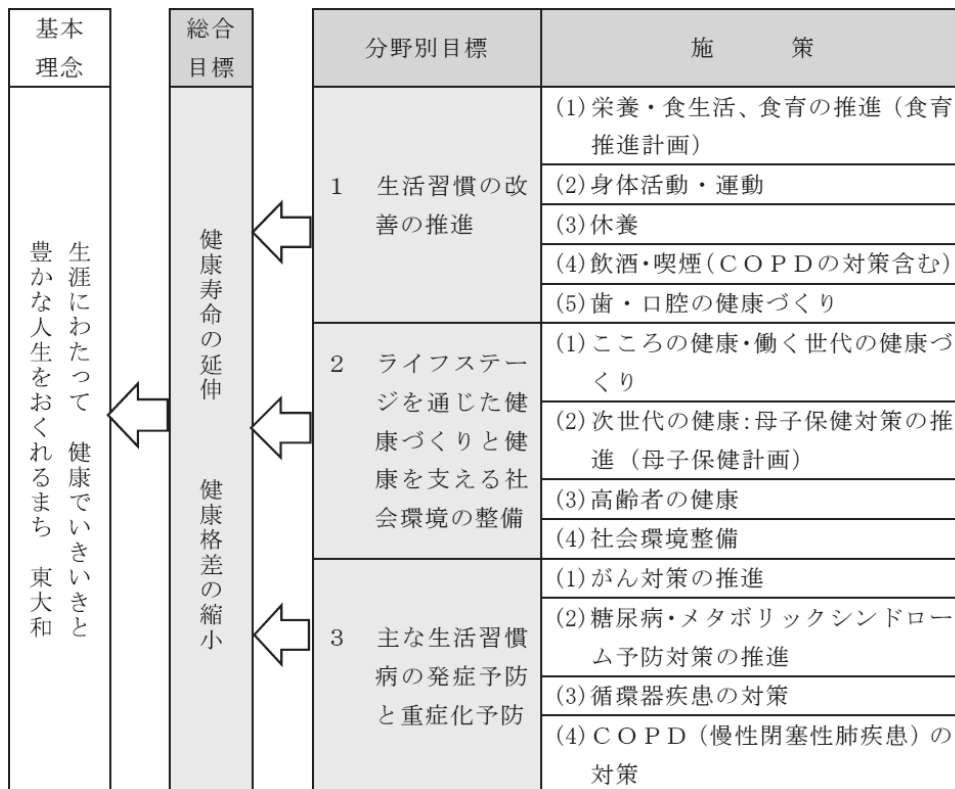 基本
理念
生涯にわたって　健康でいきいきと
豊かな人生をおくれるまち　東大和
総合
目標
健康寿命の延伸　　健康格差の縮小
分野別目標
施　　策
１　生活習慣の改
善の推進
(1)栄養・食生活、食育の推進（食育
推進計画）
(2)身体活動・運動
(3)休養
(4)飲酒・喫煙（ＣＯＰＤの対策含む）
(5)歯・口腔の健康づくり
２　ライフステー
ジを通じた健
康づくりと健
康を支える社
会環境の整備
(1)こころの健康・働く世代の健康づ
くり
(2)次世代の健康：母子保健対策の推
進（母子保健計画）
(3)高齢者の健康
(4)社会環境整備
３　主な生活習慣
病の発症予防
と重症化予防
(1)がん対策の推進
(2)糖尿病・メタボリックシンドロー
ム予防対策の推進
(3)循環器疾患の対策
(4)ＣＯＰＤ（慢性閉塞性肺疾患）の
対策